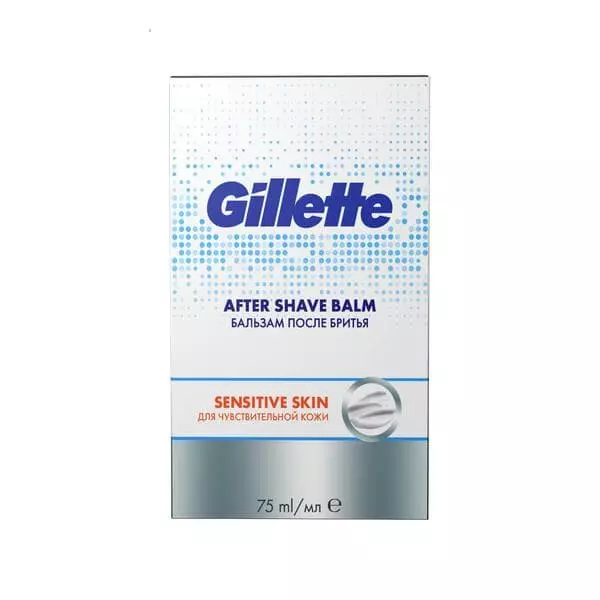 Gillette
AFTER SHAVE BALM
БАЛЬЗАМ ПОСЛЕ БРИТЬЯ
SENSITIVE SKIN
ДЛЯ ЧУВСТВИТЕЛЬНОЙ КОЖИ
75 ml/мл ℮